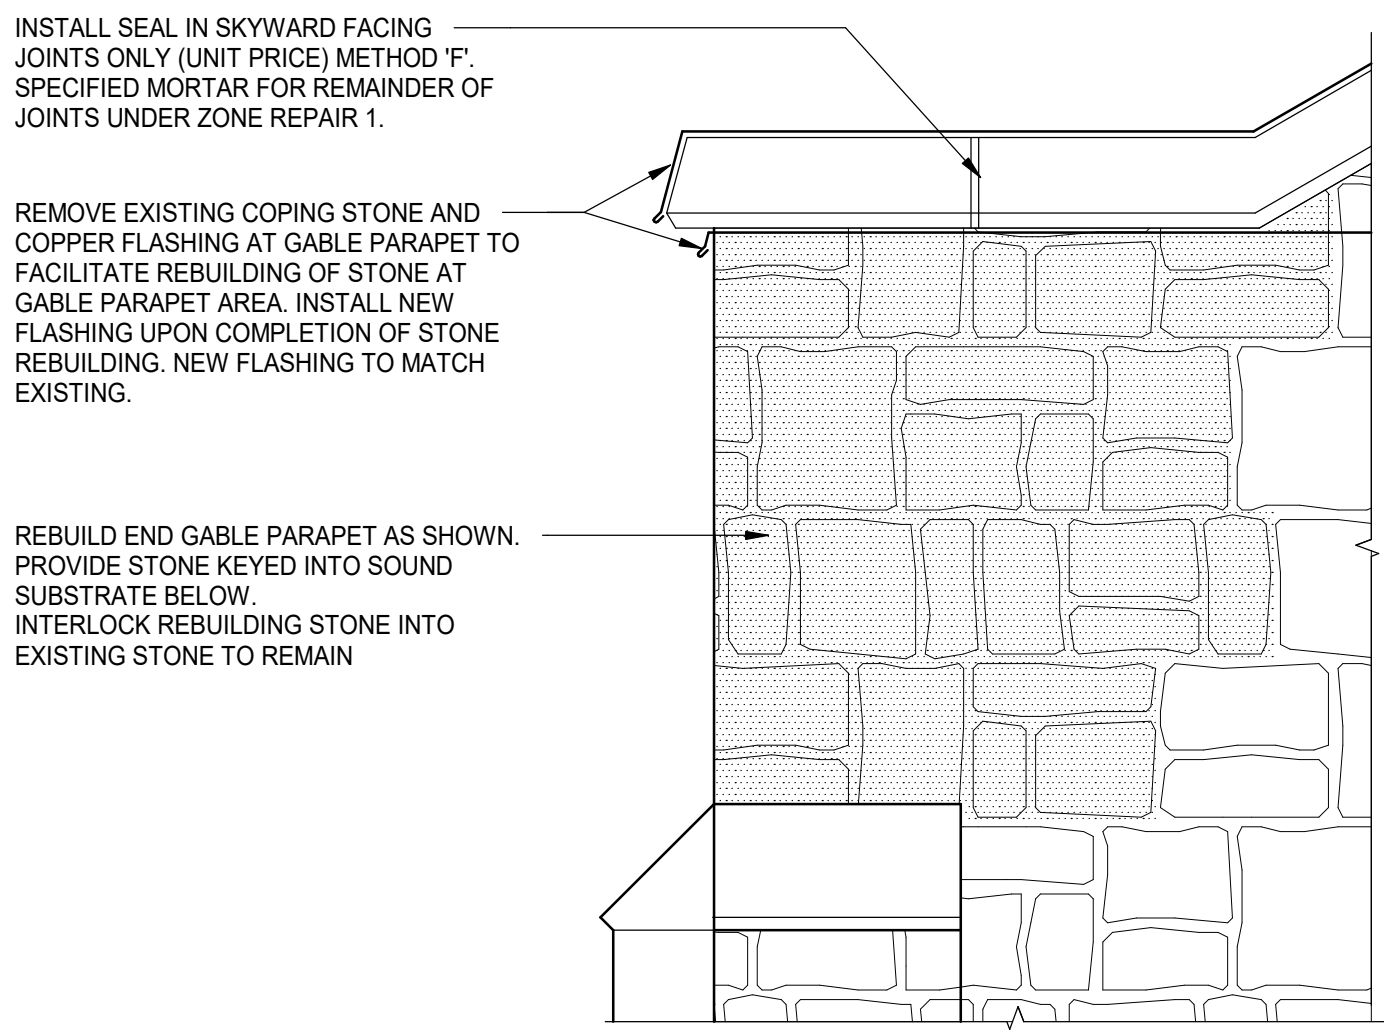 INSTALL SEAL IN SKYWARD FACING
JOINTS ONLY (UNIT PRICE) METHOD 'F'.
SPECIFIED MORTAR FOR REMAINDER OF
JOINTS UNDER ZONE REPAIR 1.
REMOVE EXISTING COPING STONE AND
COPPER FLASHING AT GABLE PARAPET TO
FACILITATE REBUILDING OF STONE AT
GABLE PARAPET AREA. INSTALL NEW
FLASHING UPON COMPLETION OF STONE
REBUILDING. NEW FLASHING TO MATCH
EXISTING.
REBUILD END GABLE PARAPET AS SHOWN.
PROVIDE STONE KEYED INTO SOUND
SUBSTRATE BELOW.
INTERLOCK REBUILDING STONE INTO
EXISTING STONE TO REMAIN